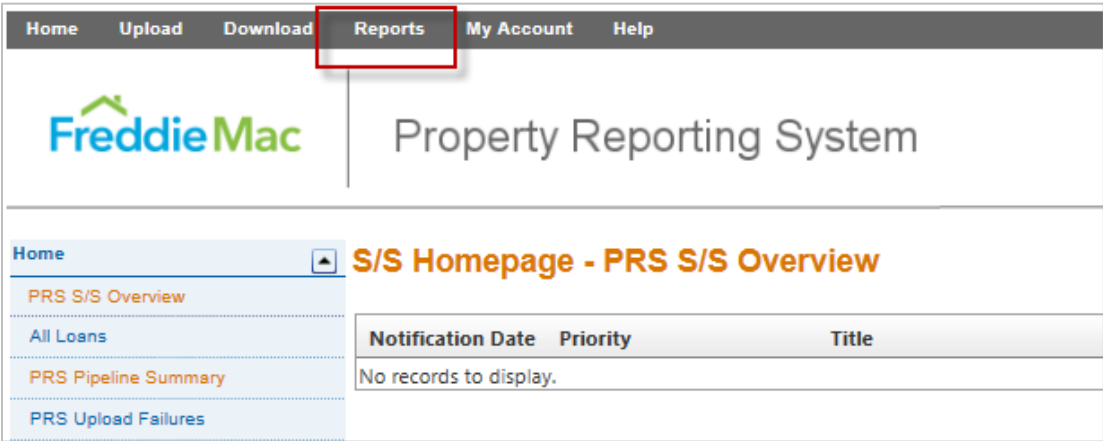 Home Upload Download Reports My Account Help
FreddieMac Property Reporting System
Home
S/S Homepage - PRS S/S Overview
PRS S/S Overview
All Loans
PRS Pipeline Summary
PRS Upload Failures
Notification Date Priority Title
No records to display.